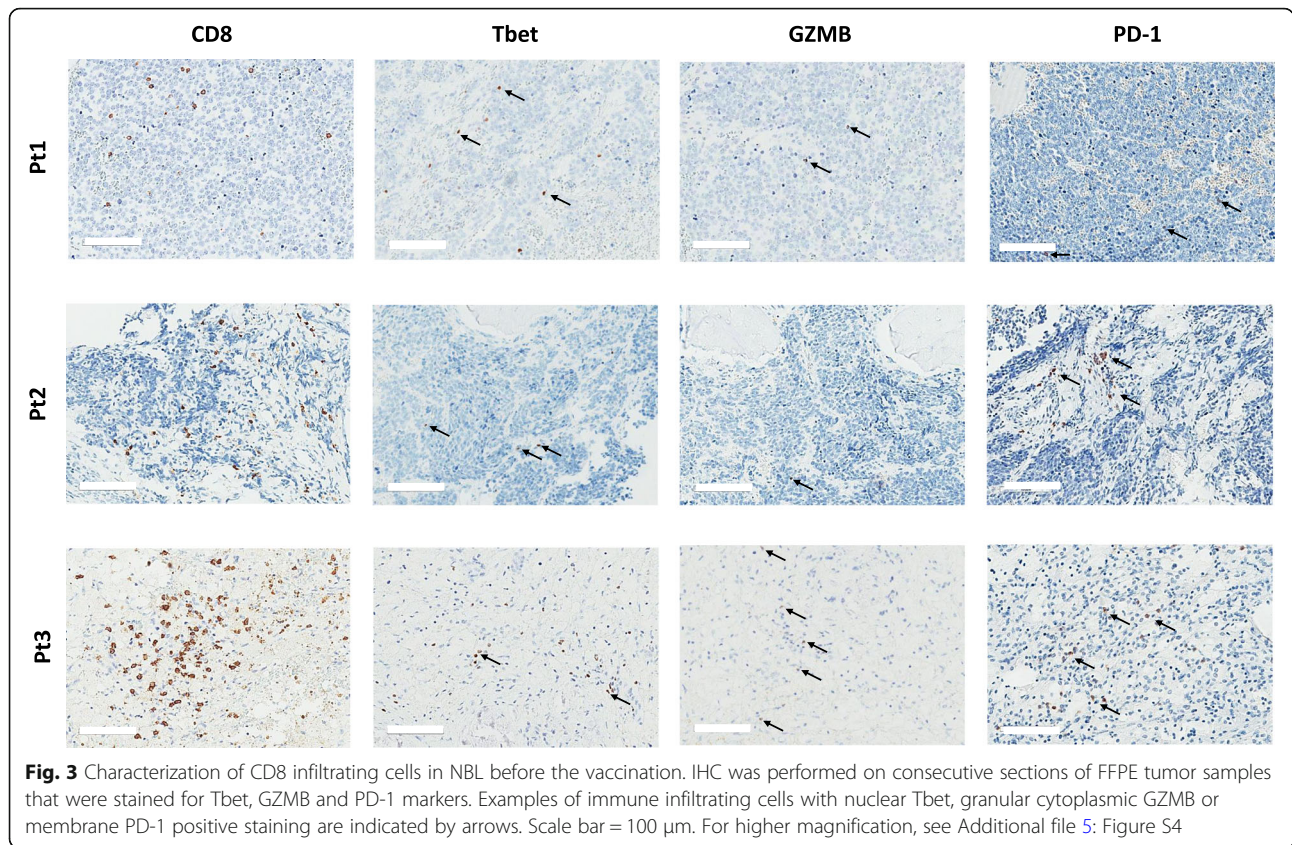 CD8 Tbet GZMB PD-1
Pt1
Pt2
Pt3
Fig. 3 Characterization of CD8 infiltrating cells in NBL before the vaccination. IHC was performed on consecutive sections of FFPE tumor samples
that were stained for Tbet, GZMB and PD-1 markers. Examples of immune infiltrating cells with nuclear Tbet, granular cytoplasmic GZMB or
membrane PD-1 positive staining are indicated by arrows. Scale bar = 100 μm. For higher magnification, see Additional file 5: Figure S4